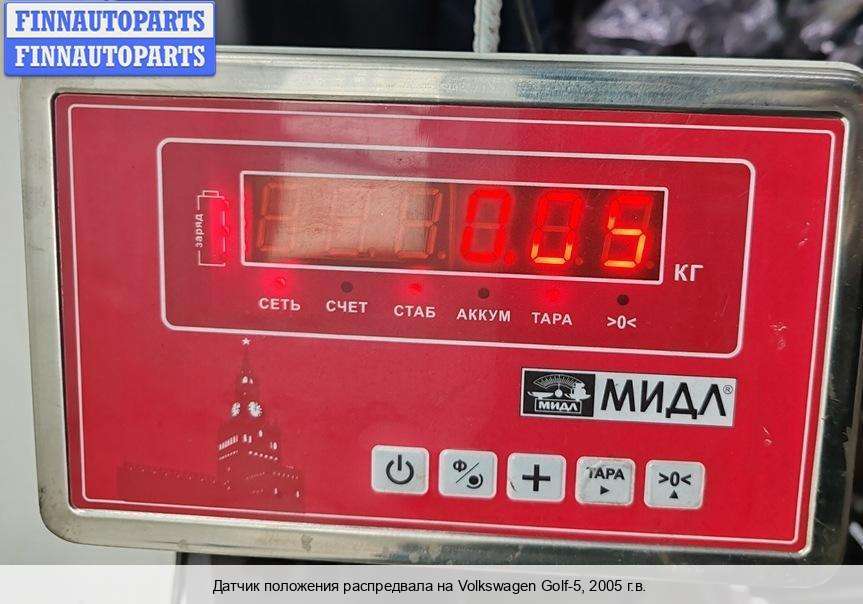 FINNAUTOPARTS
FINNAUTOPARTS
заряд
0.05
КГ
СЕТЬ СЧЕТ СТАБ АККУМ ТАРА >0<
МИДЛ МИДЛ®
Ф ТАРА >0<
Датчик положения распредвала на Volkswagen Golf-5, 2005 г.в.